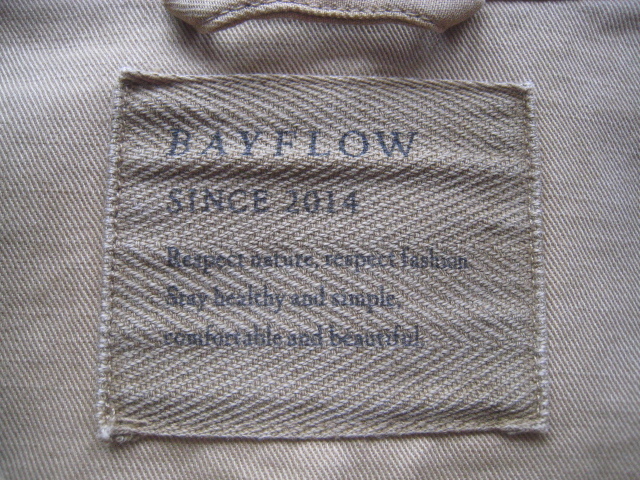 BAYFLOW
SINCE 2014
Respect nature, respect fashion
Stay healthy and simple,
comfortable and beautiful.